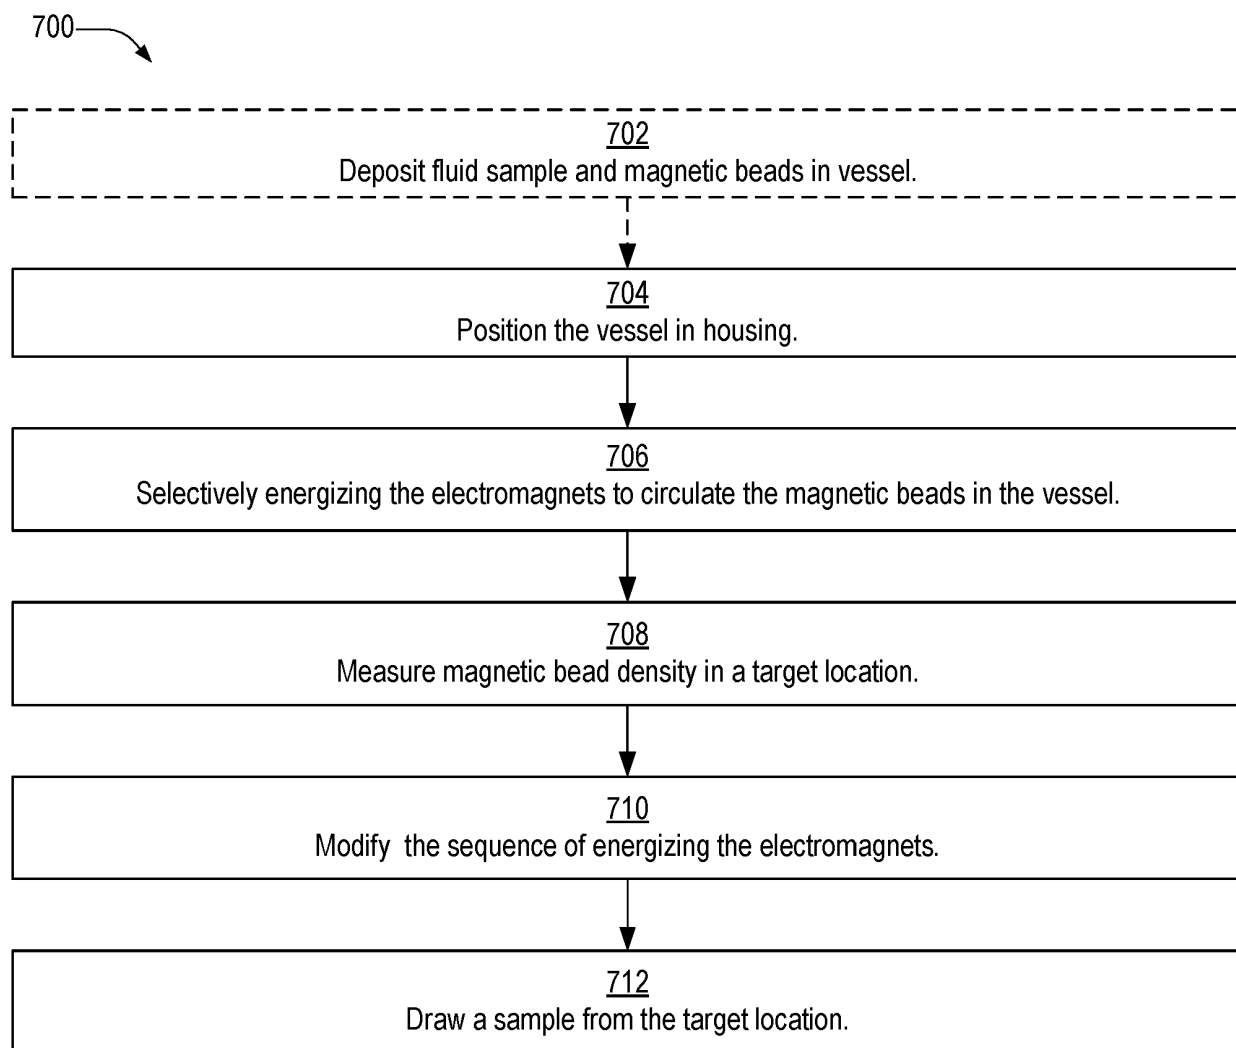 700
702
Deposit fluid sample and magnetic beads in vessel.
704
Position the vessel in housing.
706
Selectively energizing the electromagnets to circulate the magnetic beads in the vessel.
708
Measure magnetic bead density in a target location.
710
Modify  the sequence of energizing the electromagnets.
712
Draw a sample from the target location.